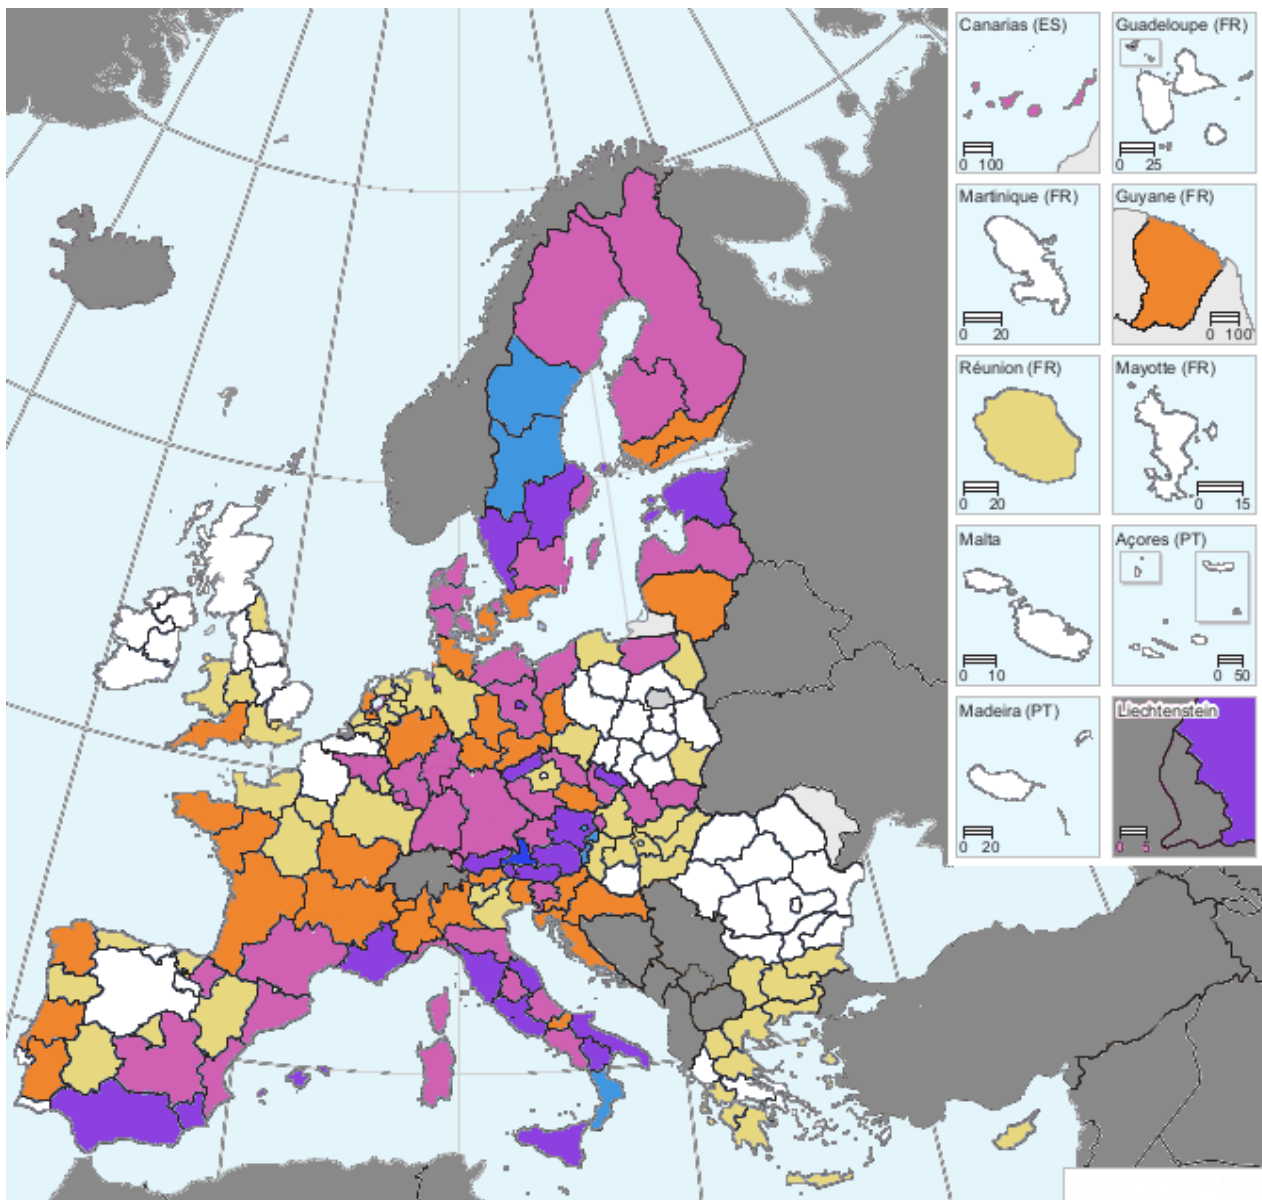 Canarias (ES)
0 100
Guadeloupe (FR)
0 25
Martinique (FR)
0 20
Guyane (FR)
0 100
Réunion (FR)
0 20
Mayotte (FR)
0 15
Malta
0 10
Açores (PT)
0 50
Madeira (PT)
0 20
Liechtenstein
0 5